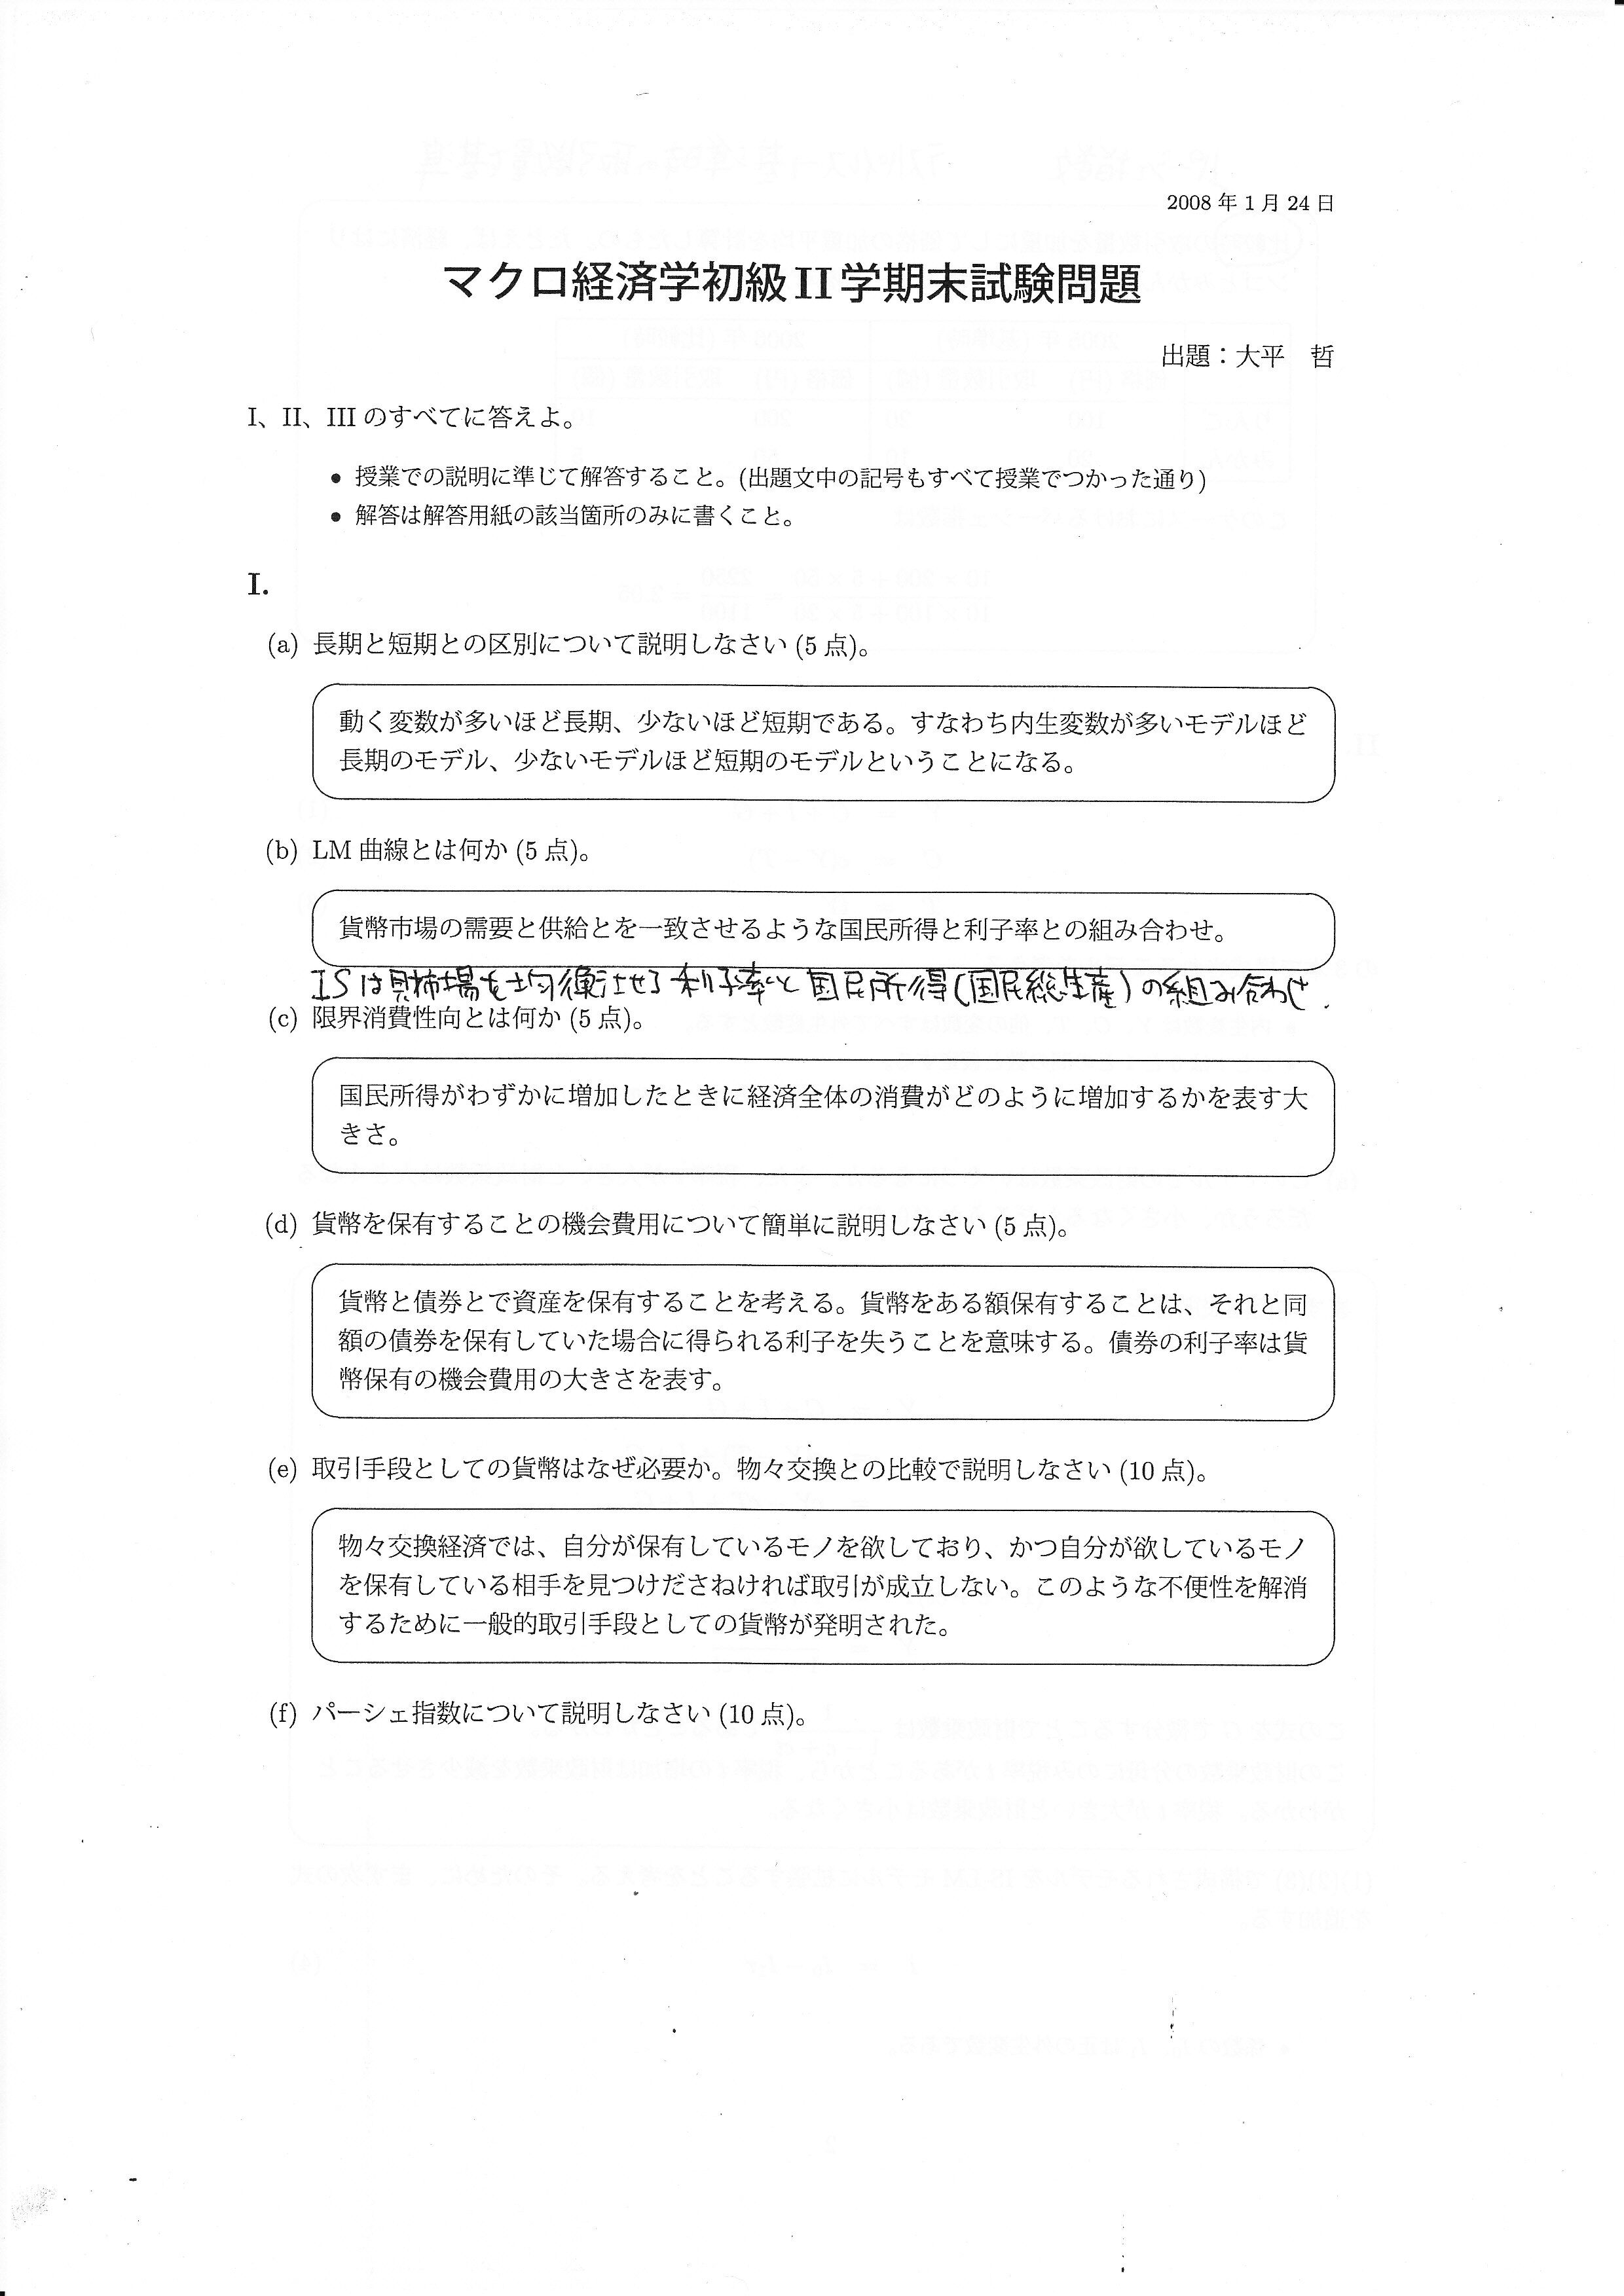 2008年1月24日
マクロ経済学初級II学期末試験問題
出題：大平　哲
I、II、IIIのすべてに答えよ。
• 授業での説明に準じて解答すること。(出題文中の記号もすべて授業でつかった通り)
• 解答は解答用紙の該当箇所のみに書くこと。
I.
(a) 長期と短期との区別について説明しなさい (5点)。
動く変数が多いほど長期、少ないほど短期である。すなわち内生変数が多いモデルほど
長期のモデル、少ないモデルほど短期のモデルということになる。
(b) LM曲線とは何か (5点)。
貨幣市場の需要と供給とを一致させるような国民所得と利子率との組み合わせ。
ISは財市場を均衡させる利子率と国民所得(国民総生産)の組み合わせ.
(c) 限界消費性向とは何か (5点)。
国民所得がわずかに増加したときに経済全体の消費がどのように増加するかを表す大
きさ。
(d) 貨幣を保有することの機会費用について簡単に説明しなさい (5点)。
貨幣と債券とで資産を保有することを考える。貨幣をある額保有することは、それと同
額の債券を保有していた場合に得られる利子を失うことを意味する。債券の利子率は貨
幣保有の機会費用の大きさを表す。
(e) 取引手段としての貨幣はなぜ必要か。物々交換との比較で説明しなさい (10点)。
物々交換経済では、自分が保有しているモノを欲しており、かつ自分が欲しているモノ
を保有している相手を見つけださねければ取引が成立しない。このような不便性を解消
するために一般的取引手段としての貨幣が発明された。
(f) パーシェ指数について説明しなさい (10点)。